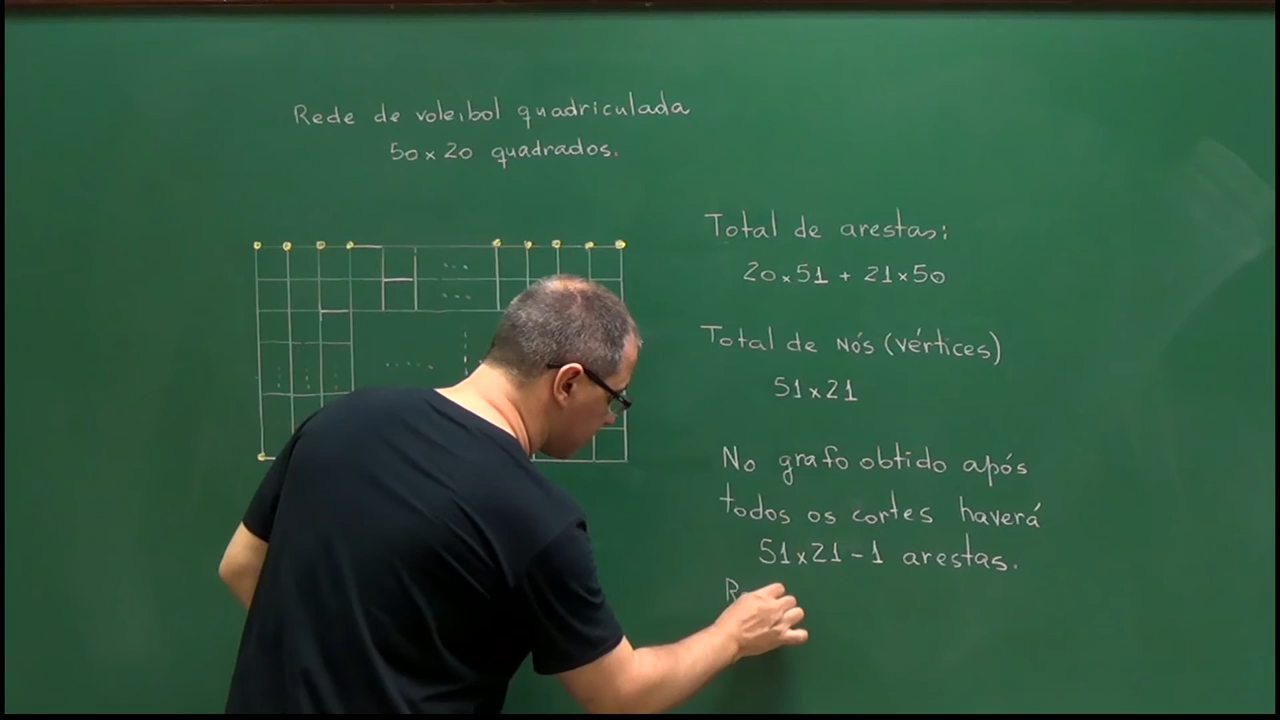 Rede de voleibol quadriculada
50 x 20 quadrados.
Total de arestas:
20 x 51 + 21 x 50
Total de nós (vértices)
51 x 21
No grafo obtido após
todos os cortes haverá
51 x 21 - 1 arestas.